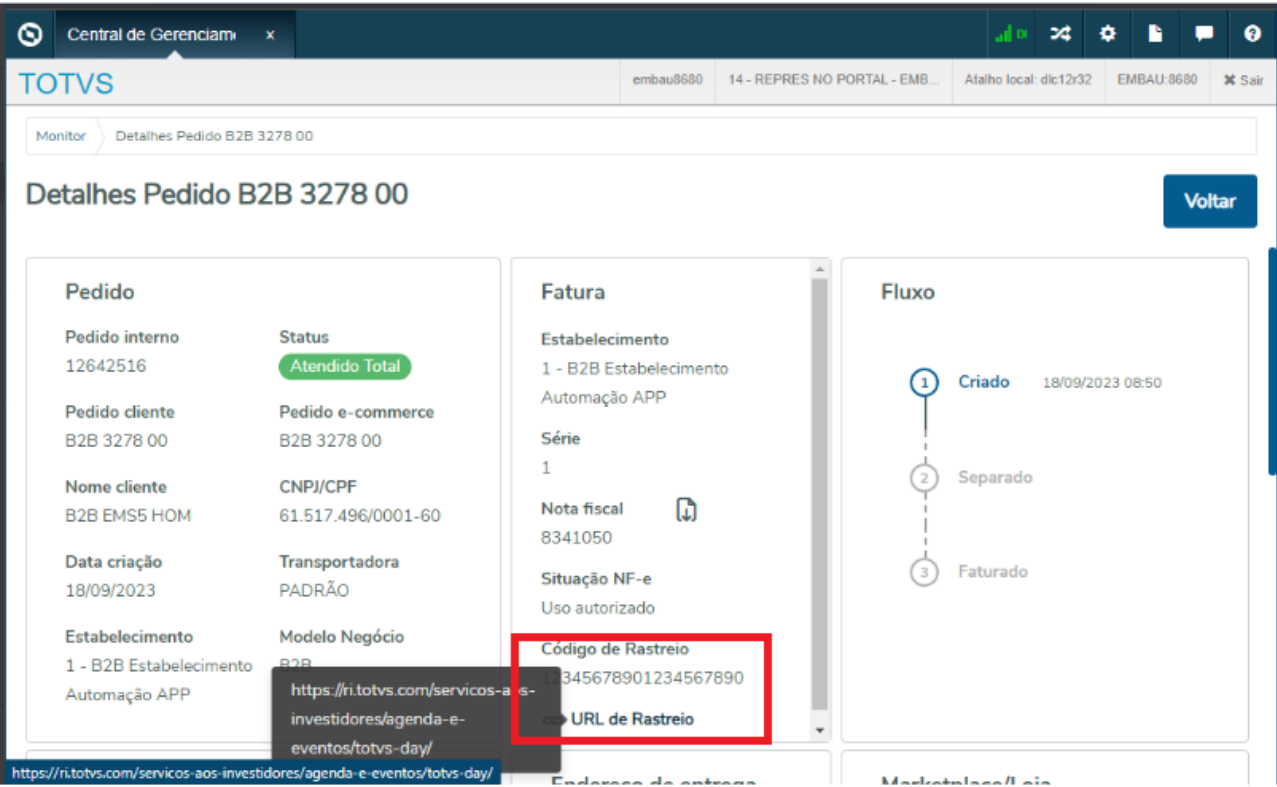 Central de Gerenciam x
TOTVS
embau8680 14 - REPRES NO PORTAL - EMB... Atalho local: dlc12r32 EMBAU:8680 ✖ Sair
Monitor Detalhes Pedido B2B 3278 00
Detalhes Pedido B2B 3278 00
Voltar
Pedido
Pedido interno Status
12642516 Atendido Total
Pedido cliente Pedido e-commerce
B2B 3278 00 B2B 3278 00
Nome cliente CNPJ/CPF
B2B EMS5 HOM 61.517.496/0001-60
Data criação Transportadora
18/09/2023 PADRÃO
Estabelecimento Modelo Negócio
1 - B2B Estabelecimento B2B
Automação APP
https://ri.totvs.com/servicos-aos-
investidores/agenda-e-
eventos/totvs-day/
Fatura
Estabelecimento
1 - B2B Estabelecimento
Automação APP
Série
1
Nota fiscal
8341050
Situação NF-e
Uso autorizado
Código de Rastreio
12345678901234567890
URL de Rastreio
Fluxo
1 Criado 18/09/2023 08:50
2 Separado
3 Faturado
https://ri.totvs.com/servicos-aos-investidores/agenda-e-eventos/totvs-day/
Endereço de entrega
Marketplace/Loja